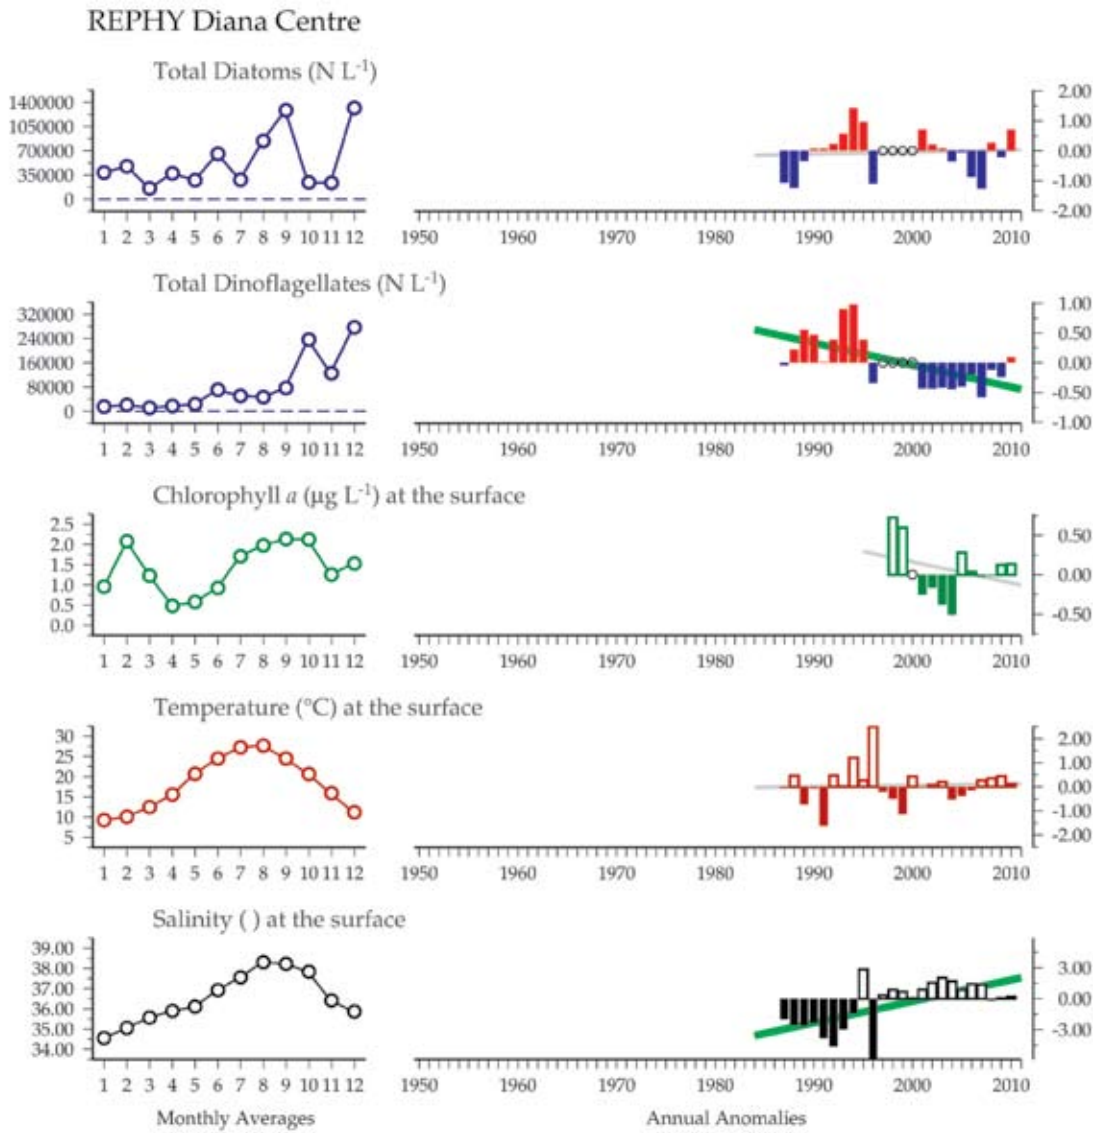 REPHY Diana Centre
Total Diatoms (N L-1)
1400000
1050000
700000
350000
0
1 2 3 4 5 6 7 8 9 10 11 12
1950 1960 1970 1980 1990 2000 2010
2.00
1.00
0.00
-1.00
-2.00
Total Dinoflagellates (N L-1)
320000
240000
160000
80000
0
1 2 3 4 5 6 7 8 9 10 11 12
1950 1960 1970 1980 1990 2000 2010
1.00
0.50
0.00
-0.50
-1.00
Chlorophyll a (µg L-1) at the surface
2.5
2.0
1.5
1.0
0.5
0.0
1 2 3 4 5 6 7 8 9 10 11 12
1950 1960 1970 1980 1990 2000 2010
0.50
0.00
-0.50
Temperature (°C) at the surface
30
25
20
15
10
5
1 2 3 4 5 6 7 8 9 10 11 12
1950 1960 1970 1980 1990 2000 2010
2.00
1.00
0.00
-1.00
-2.00
Salinity ( ) at the surface
39.00
38.00
37.00
36.00
35.00
34.00
1 2 3 4 5 6 7 8 9 10 11 12
1950 1960 1970 1980 1990 2000 2010
3.00
0.00
-3.00
Monthly Averages
Annual Anomalies